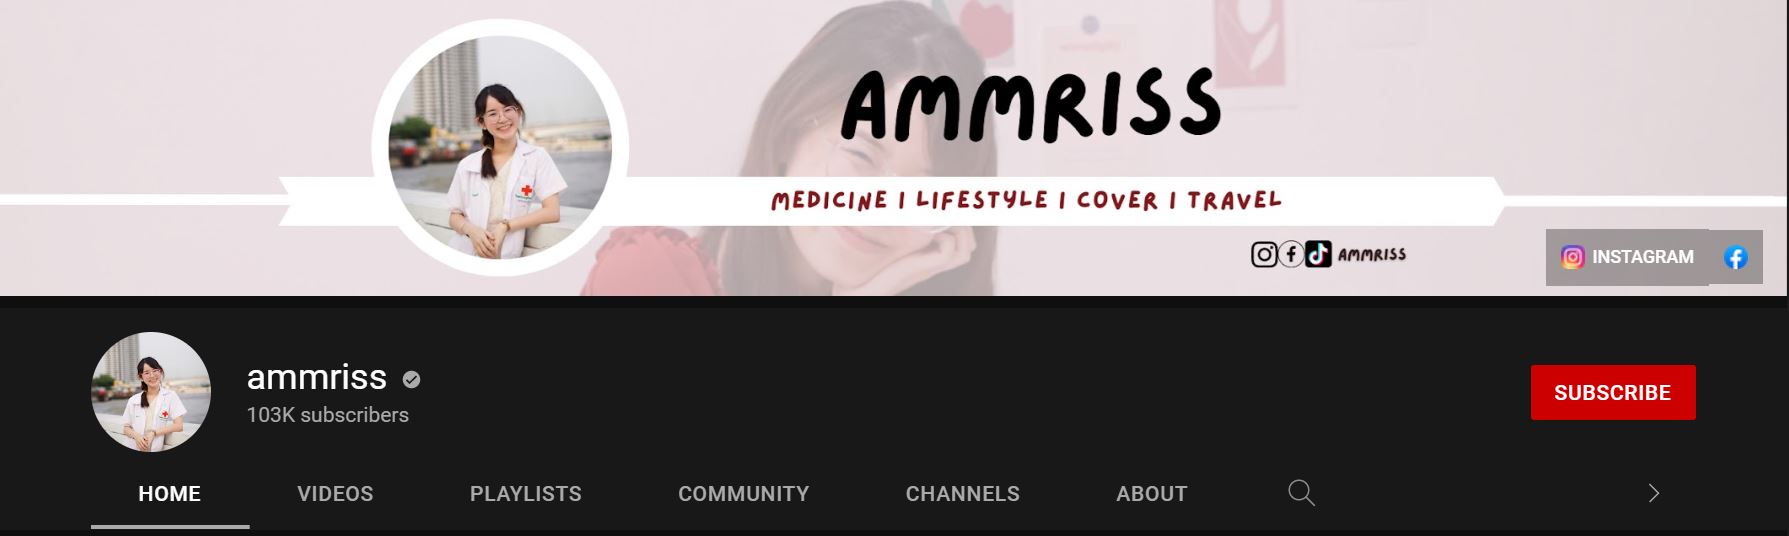 AMMRISS
MEDICINE | LIFESTYLE | COVER | TRAVEL
AMMRISS
INSTAGRAM
ammriss
103K subscribers
SUBSCRIBE
HOME VIDEOS PLAYLISTS COMMUNITY CHANNELS ABOUT